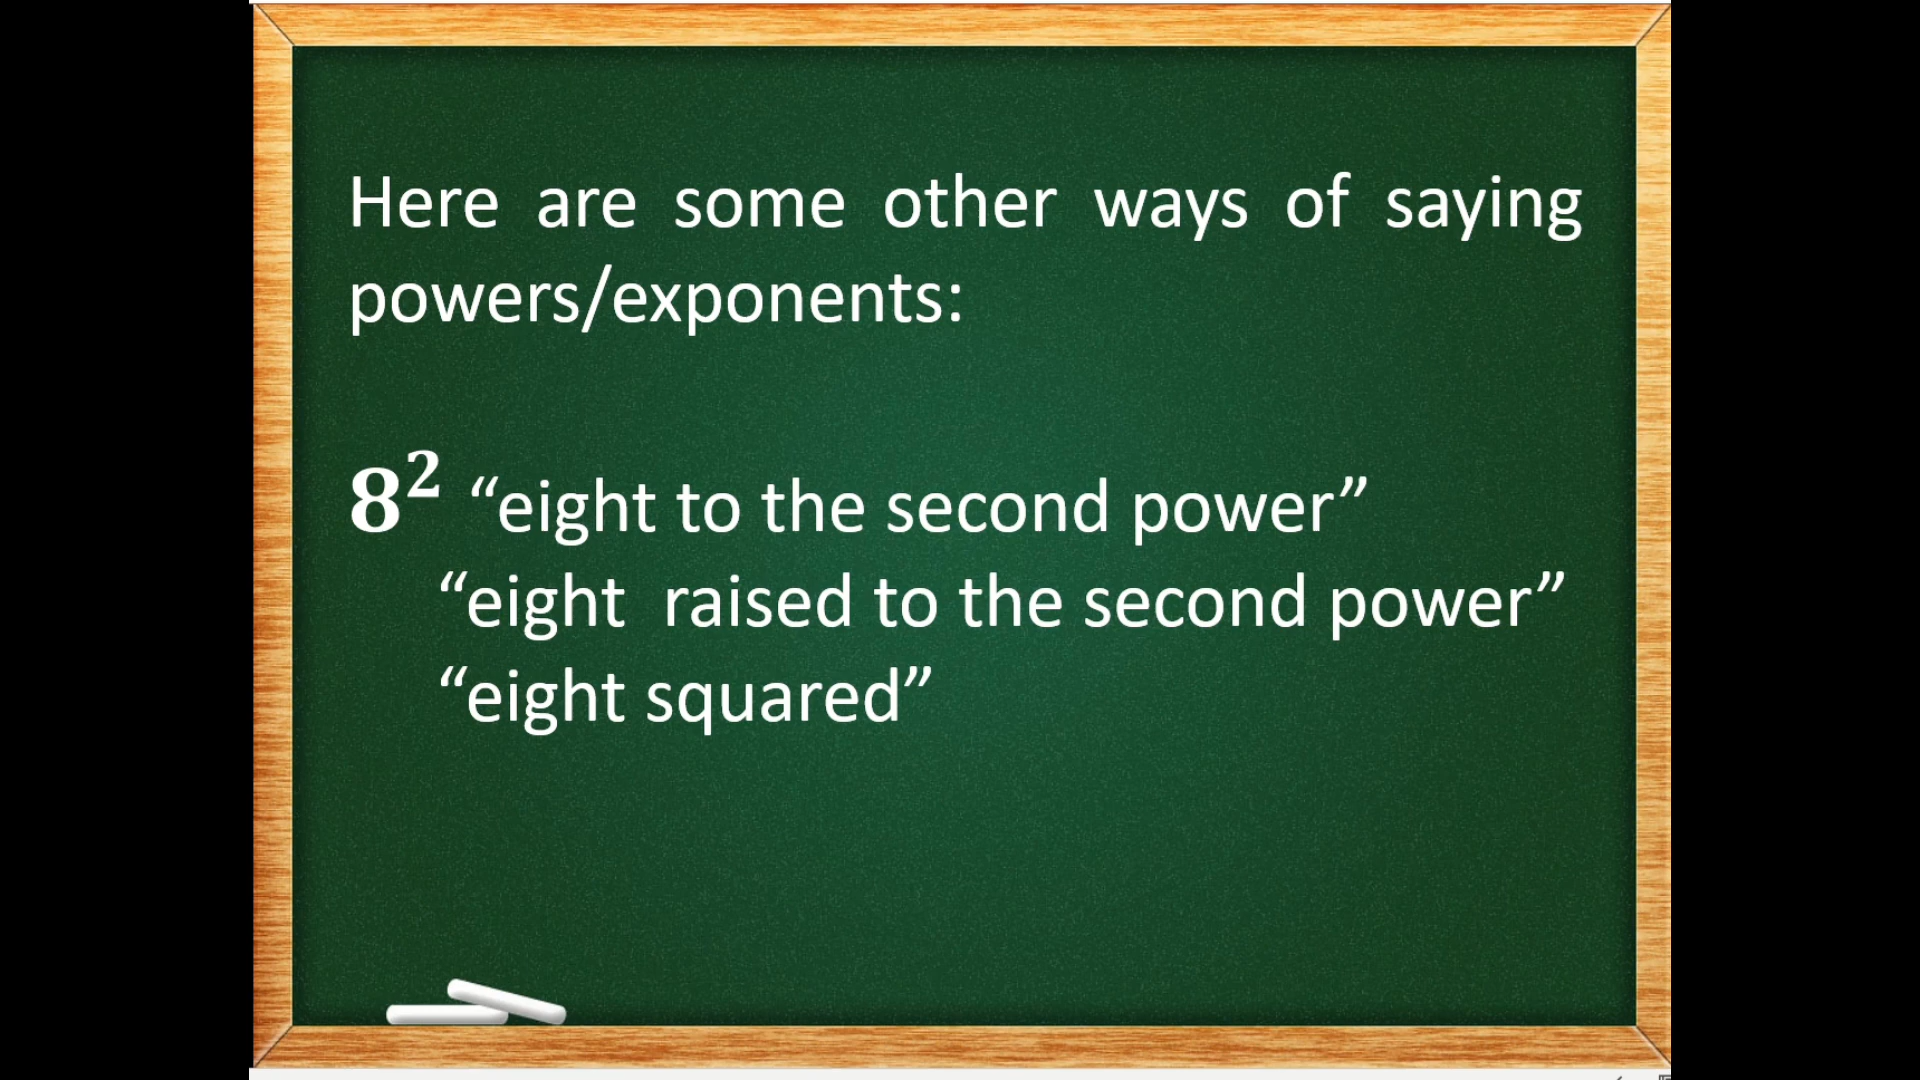 Here are some other ways of saying
powers/exponents:
8² “eight to the second power”
“eight raised to the second power”
“eight squared”